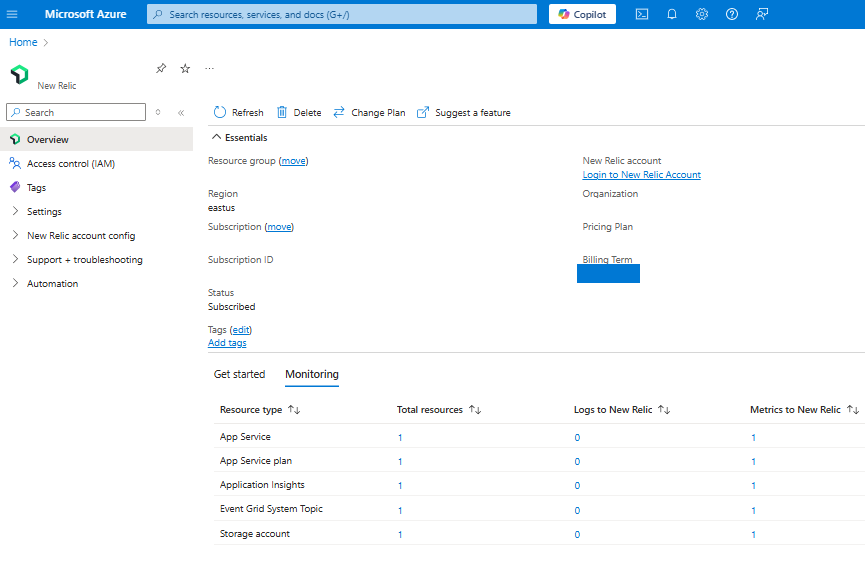 Microsoft Azure
Search resources, services, and docs (G+/)
Copilot
Home
New Relic
Search
Overview
Access control (IAM)
Tags
Settings
New Relic account config
Support + troubleshooting
Automation
Refresh
Delete
Change Plan
Suggest a feature
Essentials
Resource group (move)
Region
eastus
Subscription (move)
Subscription ID
Status
Subscribed
Tags (edit)
Add tags
New Relic account
Login to New Relic Account
Organization
Pricing Plan
Billing Term
Get started Monitoring
Resource type Total resources Logs to New Relic Metrics to New Relic
App Service 1 0 1
App Service plan 1 0 1
Application Insights 1 0 1
Event Grid System Topic 1 0 1
Storage account 1 0 1